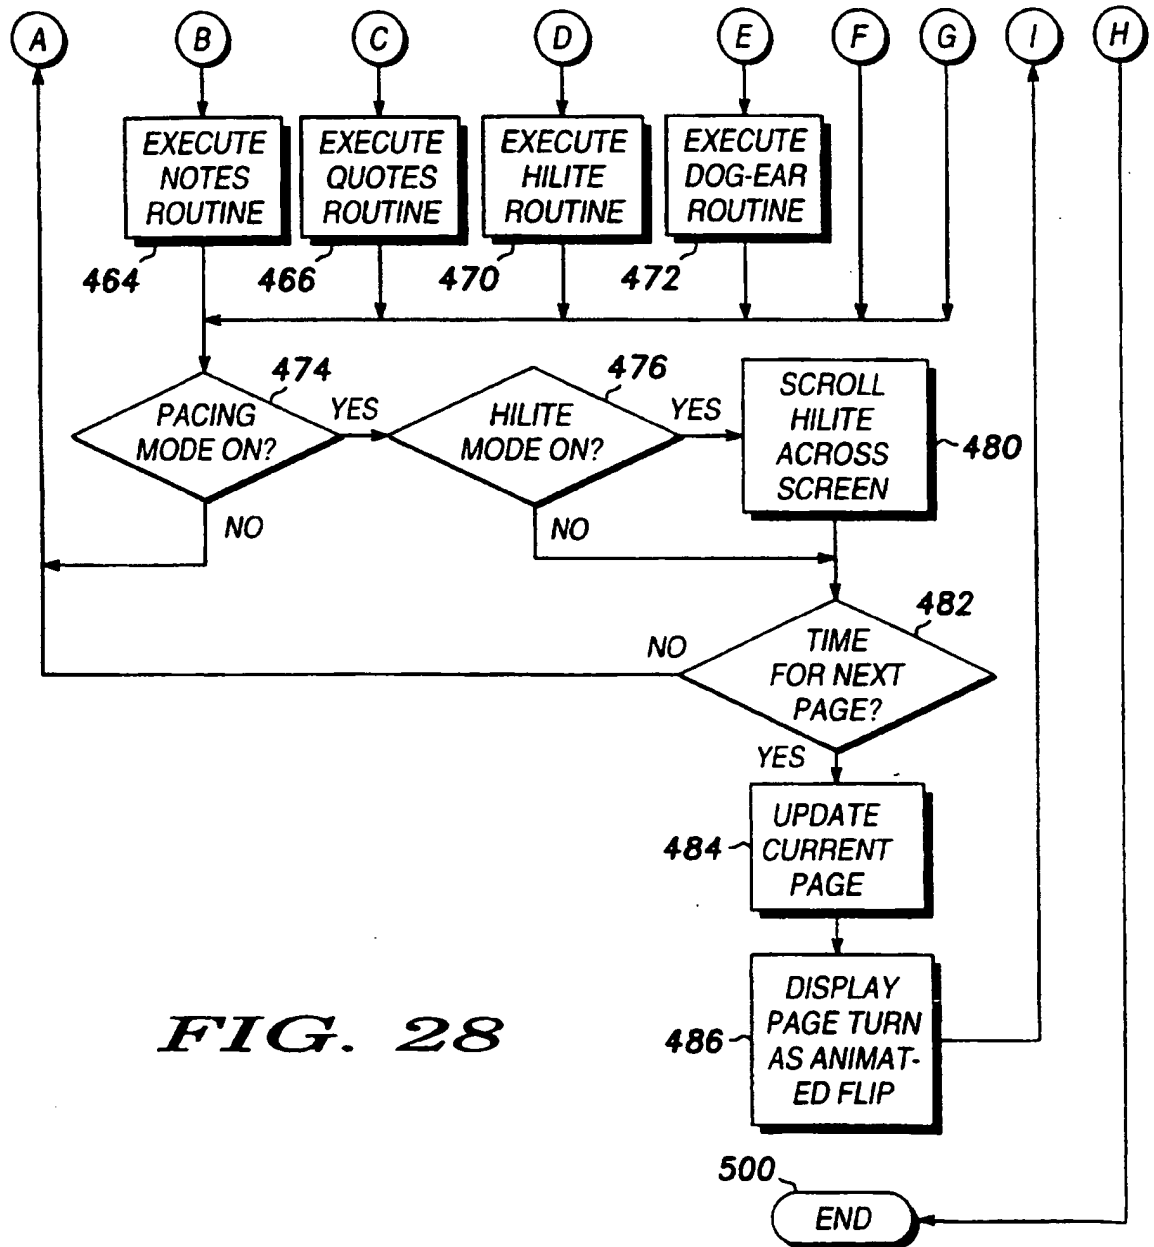 A B C D E F G I H
EXECUTE
NOTES
ROUTINE
464
EXECUTE
QUOTES
ROUTINE
466
EXECUTE
HILITE
ROUTINE
470
EXECUTE
DOG-EAR
ROUTINE
472
474
PACING
MODE ON?
YES
NO
476
HILITE
MODE ON?
YES
NO
SCROLL
HILITE
ACROSS
SCREEN
480
482
TIME
FOR NEXT
PAGE?
NO
YES
484
UPDATE
CURRENT
PAGE
486
DISPLAY
PAGE TURN
AS ANIMAT-
ED FLIP
FIG. 28
500
END